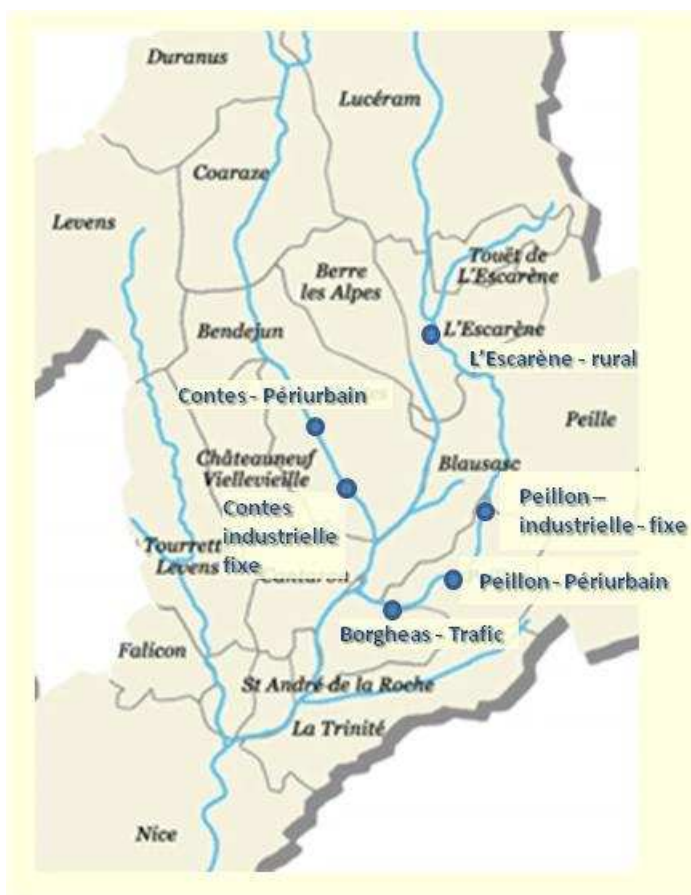 Duranus
Lucéram
Coaraze
Levens
Touët de
L'Escarène
Berre
les Alpes
Bendejun
L'Escarène
L'Escarène - rural
Contes - Périurbain
Peille
Châteauneuf
Vielleveille
Blausasc
Contes
industrielle
fixe
Peillon –
industrielle - fixe
Tourrett
Levens
Cantaron
Peillon - Périurbain
Borgheas - Trafic
Falicon
St André de la Roche
La Trinité
Nice